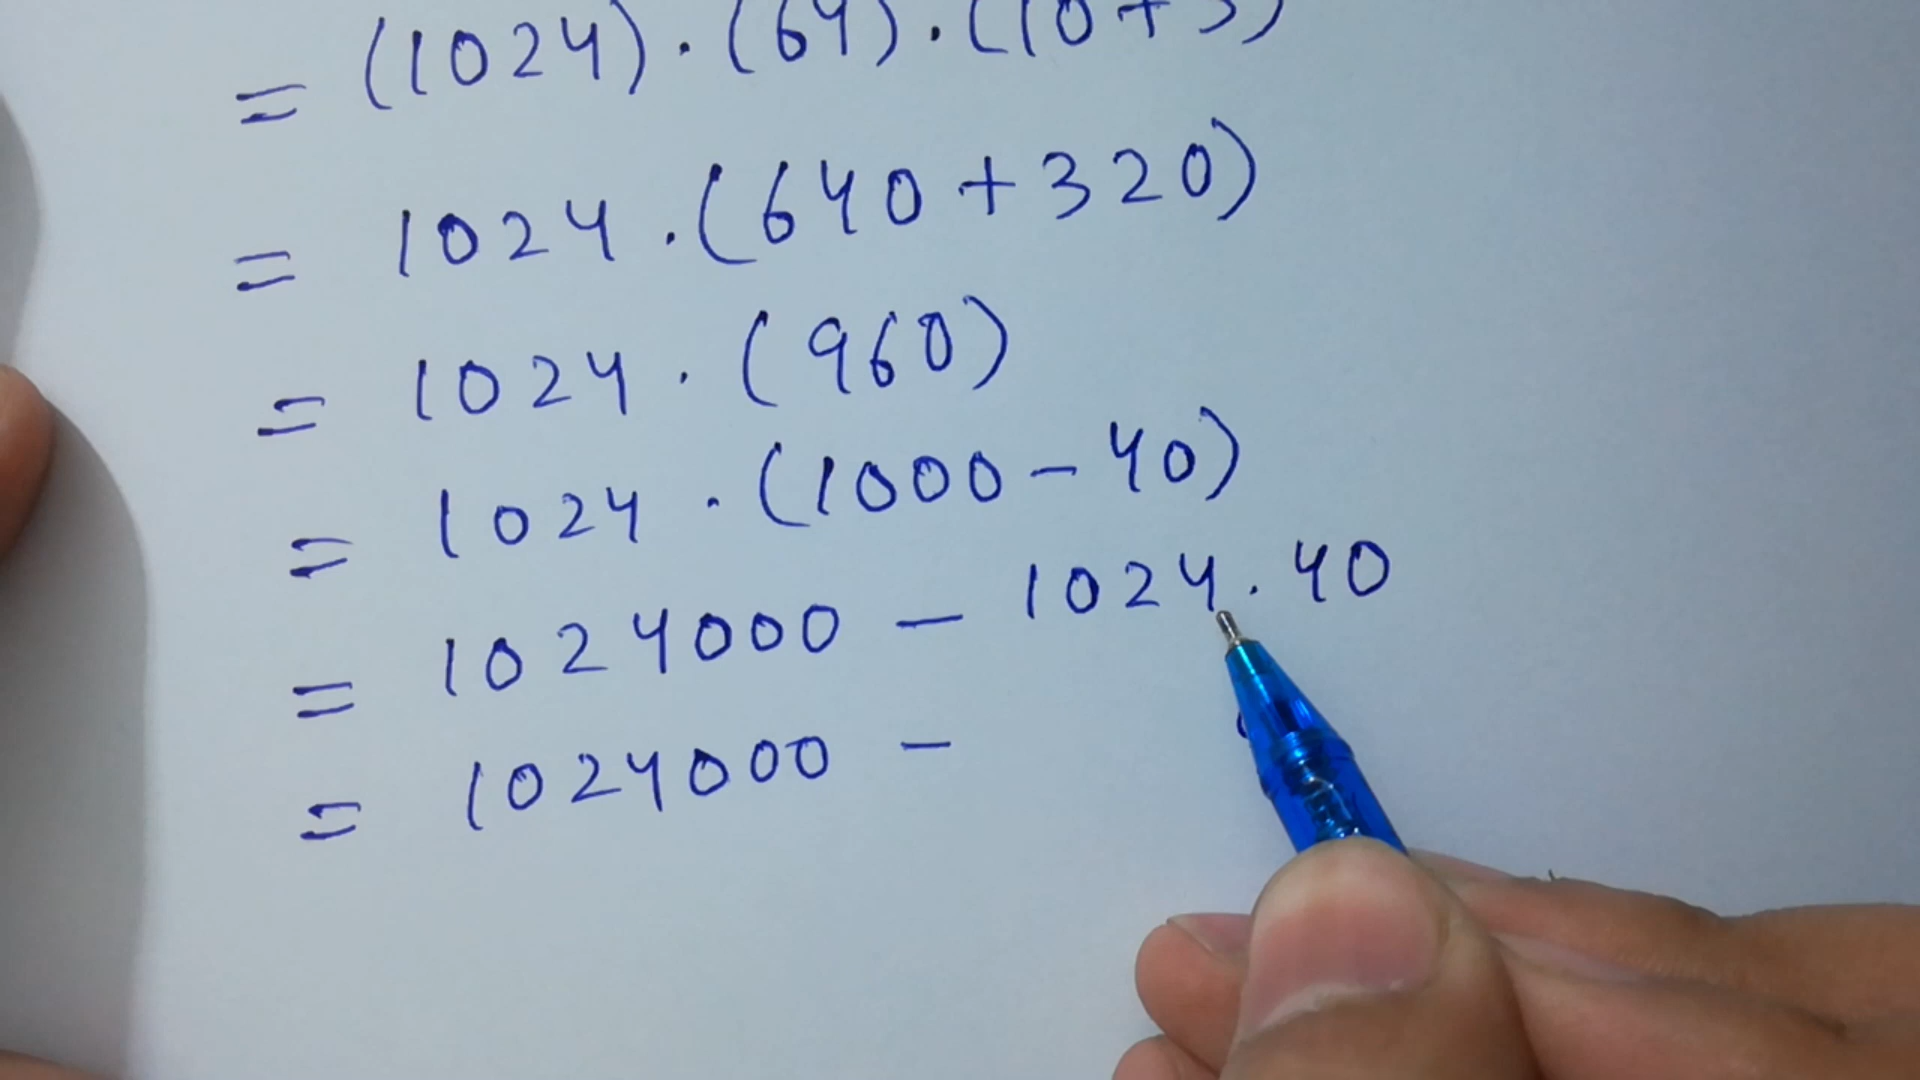 = (1024) . (64) . (10 + 5)
= 1024 . (640 + 320)
= 1024 . (960)
= 1024 . (1000 - 40)
= 1024000 - 1024.40
= 1024000 -